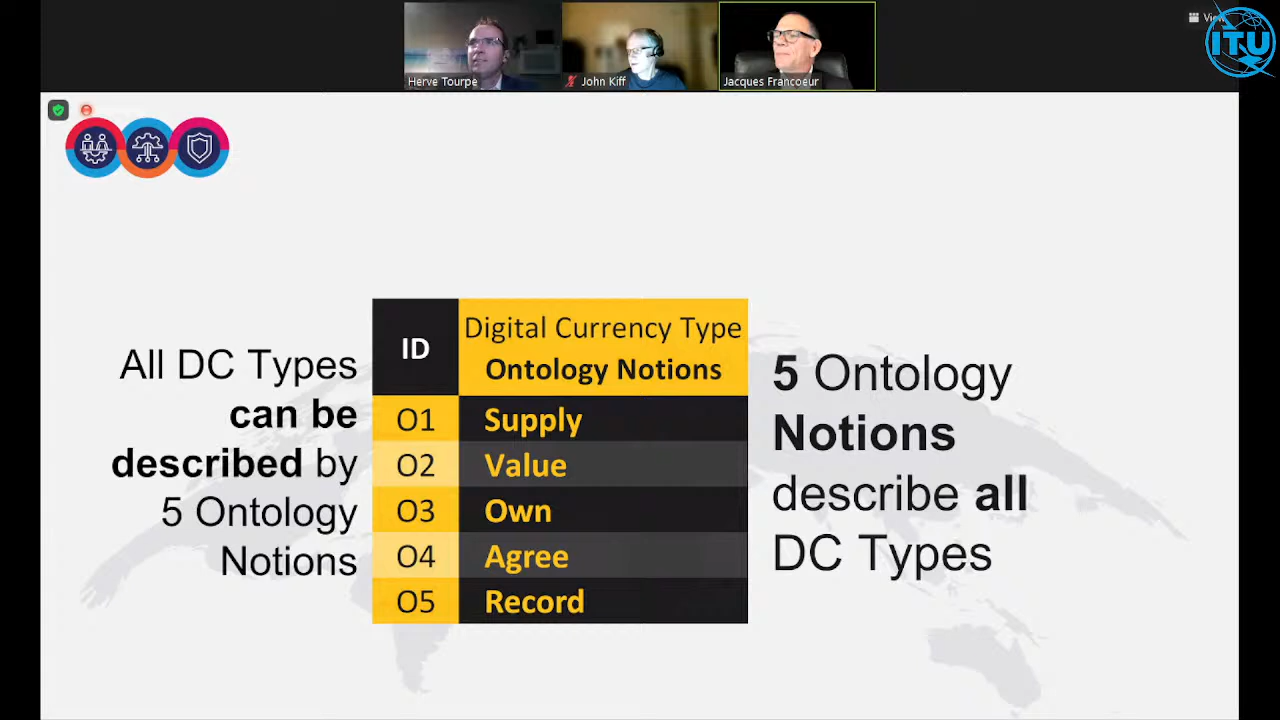 Herve Tourpe
John Kiff
Jacques Francoeur
ITU
All DC Types
can be
described by
5 Ontology
Notions
ID
Digital Currency Type
Ontology Notions
O1 Supply
O2 Value
O3 Own
O4 Agree
O5 Record
5 Ontology
Notions
describe all
DC Types